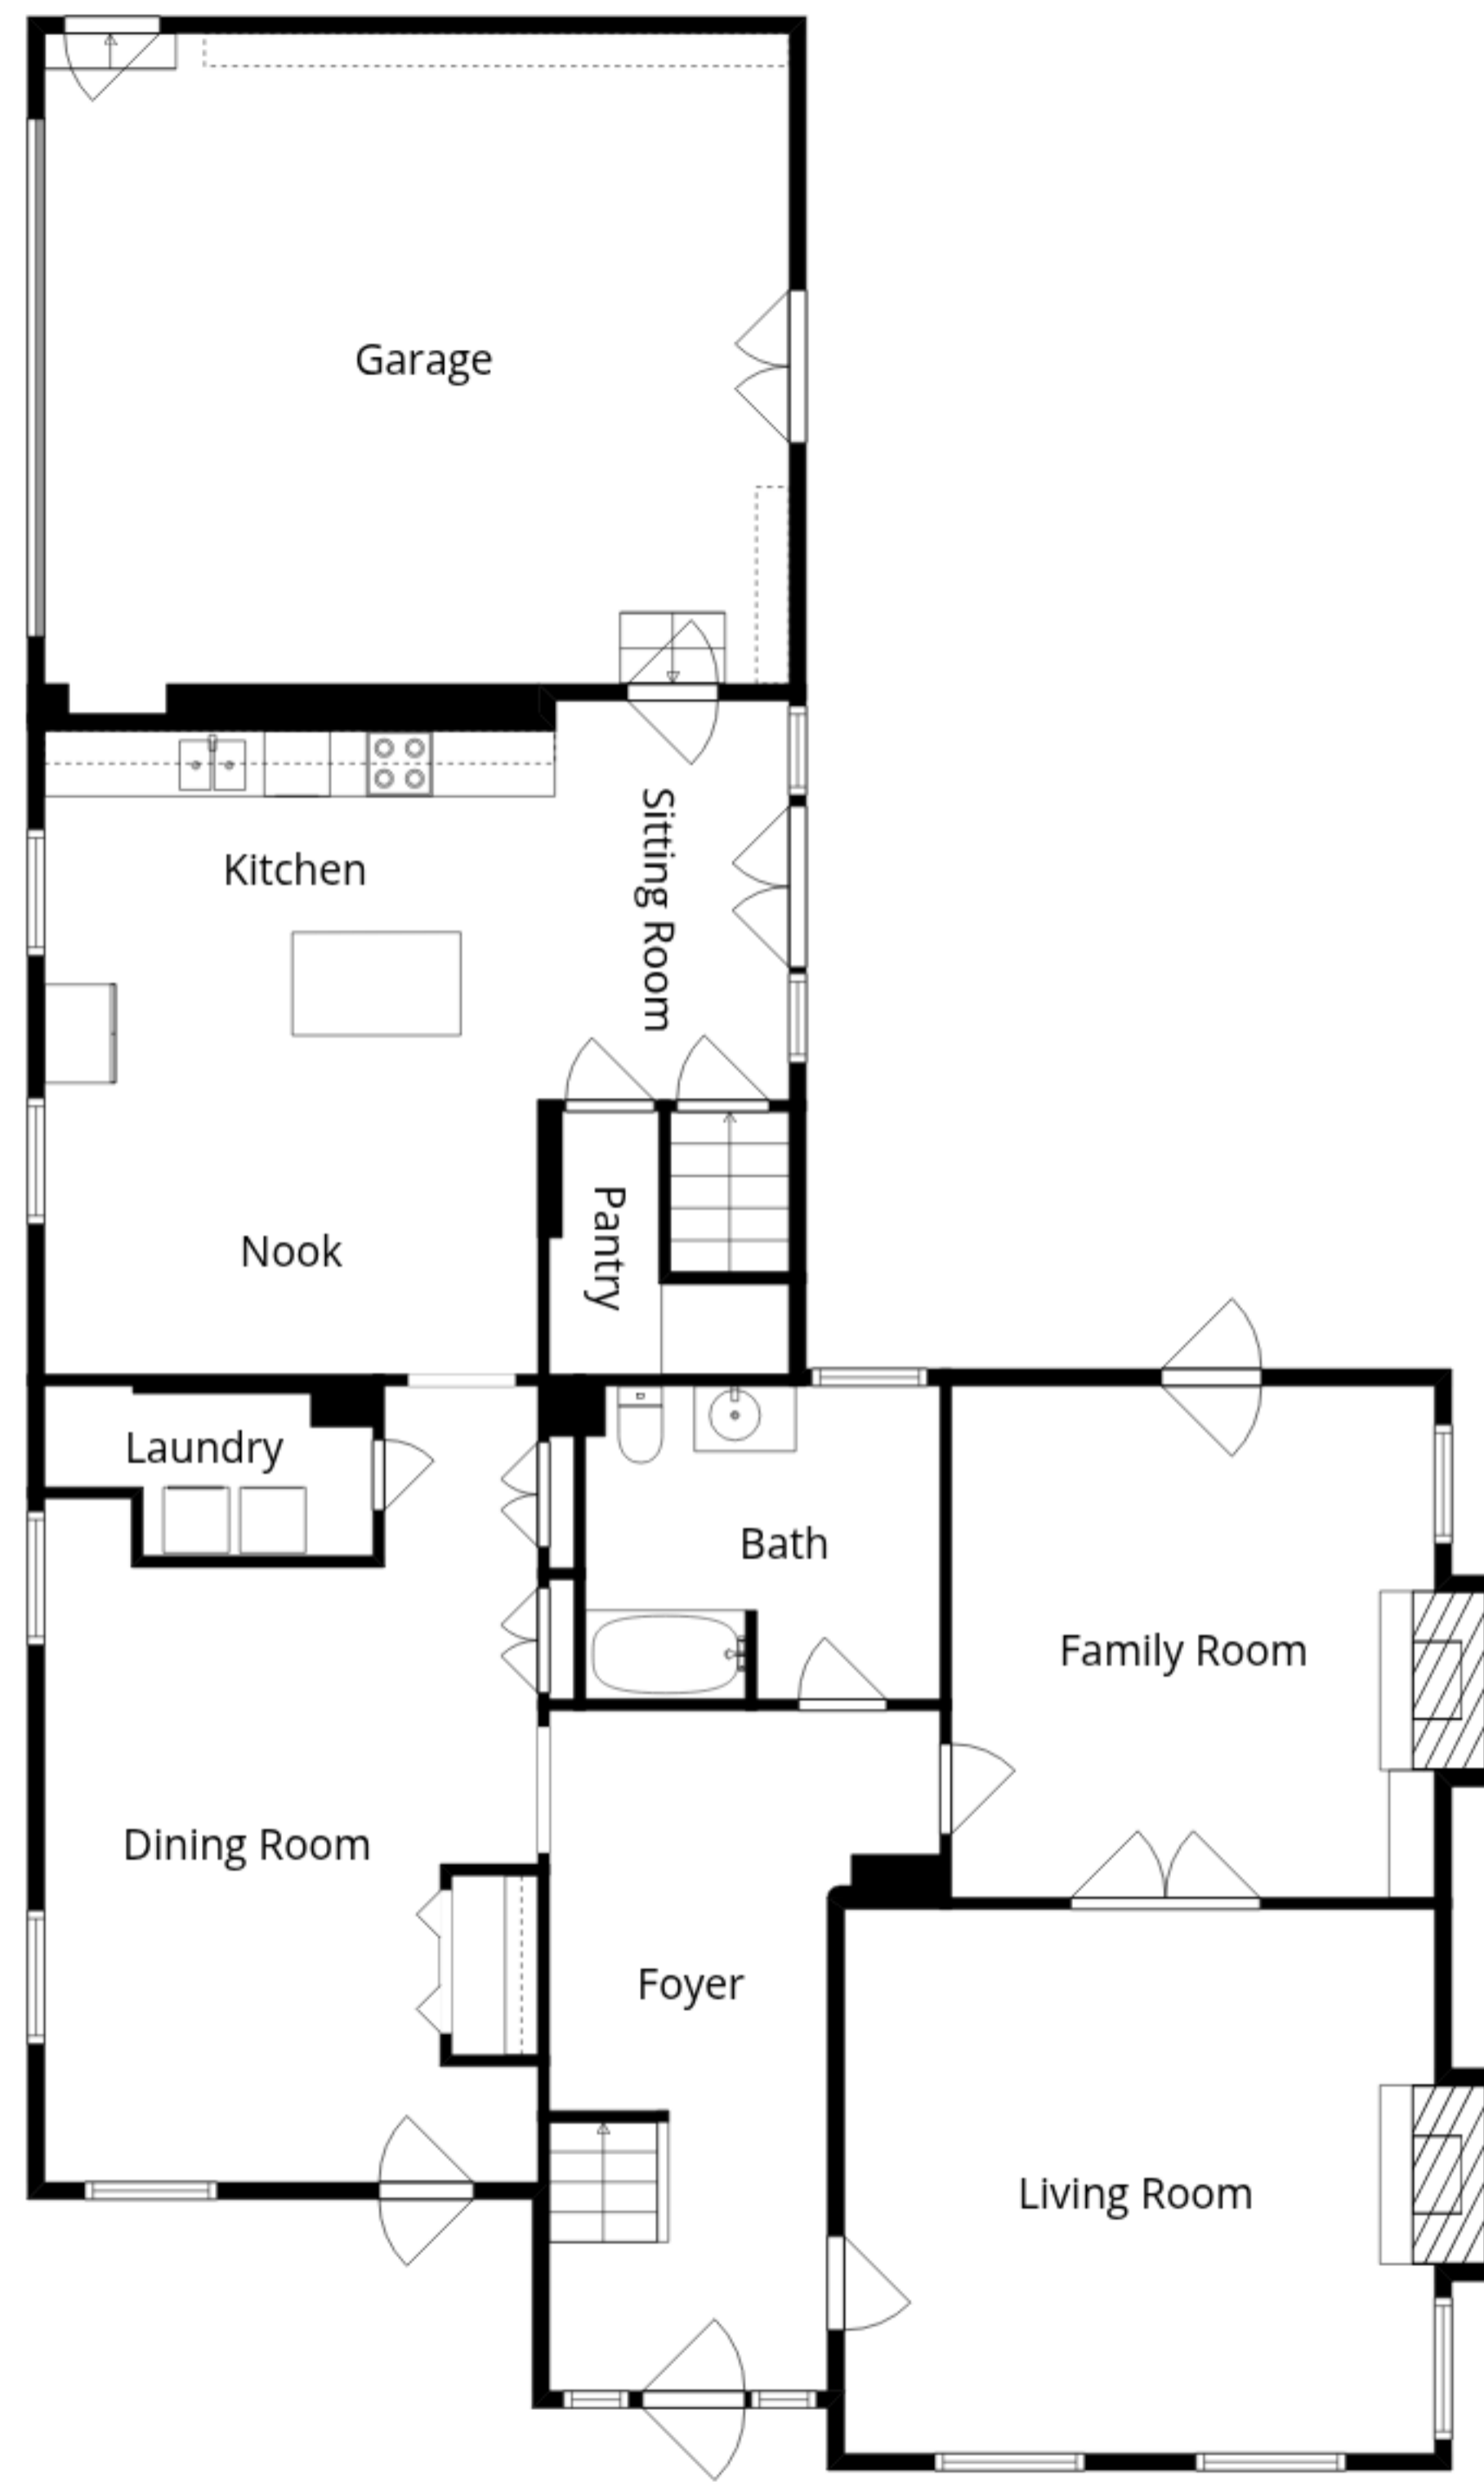 Garage
Kitchen
Sitting Room
Nook
Pantry
Laundry
Bath
Family Room
Dining Room
Foyer
Living Room